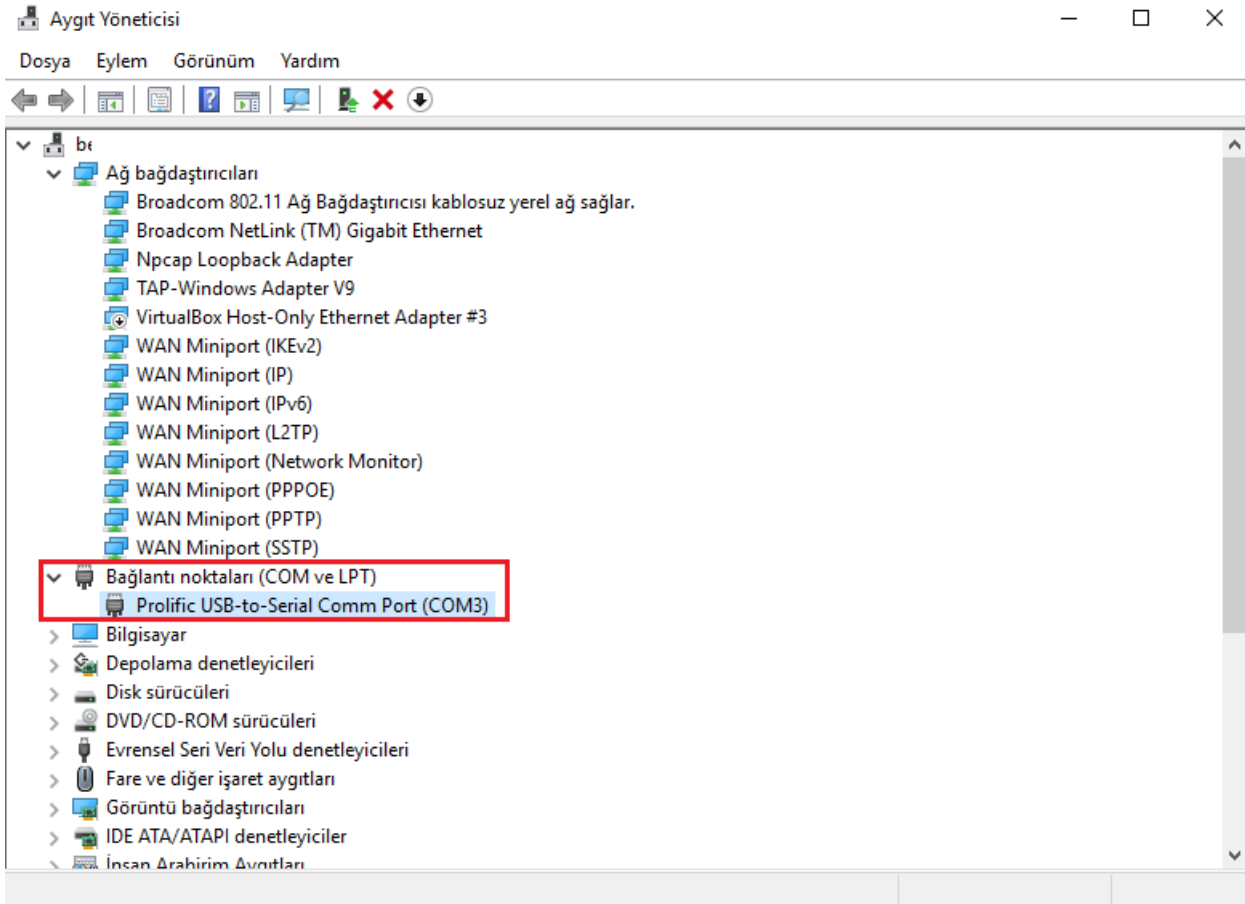 Aygıt Yöneticisi
Dosya Eylem Görünüm Yardım
be
Ağ bağdaştırıcıları
Broadcom 802.11 Ağ Bağdaştırıcısı kablosuz yerel ağ sağlar.
Broadcom NetLink (TM) Gigabit Ethernet
Npcap Loopback Adapter
TAP-Windows Adapter V9
VirtualBox Host-Only Ethernet Adapter #3
WAN Miniport (IKEv2)
WAN Miniport (IP)
WAN Miniport (IPv6)
WAN Miniport (L2TP)
WAN Miniport (Network Monitor)
WAN Miniport (PPPOE)
WAN Miniport (PPTP)
WAN Miniport (SSTP)
Bağlantı noktaları (COM ve LPT)
Prolific USB-to-Serial Comm Port (COM3)
Bilgisayar
Depolama denetleyicileri
Disk sürücüleri
DVD/CD-ROM sürücüleri
Evrensel Seri Veri Yolu denetleyicileri
Fare ve diğer işaret aygıtları
Görüntü bağdaştırıcıları
IDE ATA/ATAPI denetleyiciler
İnsan Arabirim Aygıtları